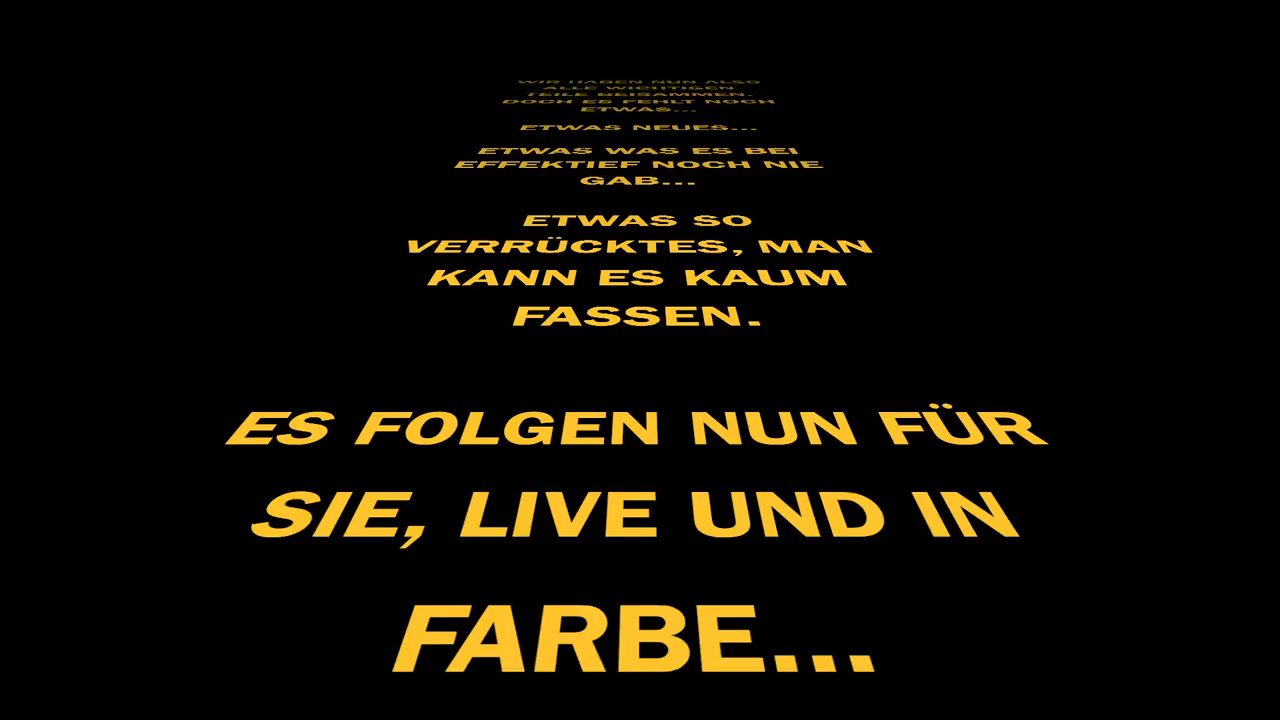 WIR HABEN NUN ALSO
ALLE WICHTIGEN
TEILE BEISAMMEN.
DOCH ES FEHLT NOCH
ETWAS...
ETWAS NEUES...
ETWAS WAS ES BEI
EFFEKTIEF NOCH NIE
GAB...
ETWAS SO
VERRÜCKTES, MAN
KANN ES KAUM
FASSEN.
ES FOLGEN NUN FÜR
SIE, LIVE UND IN
FARBE...